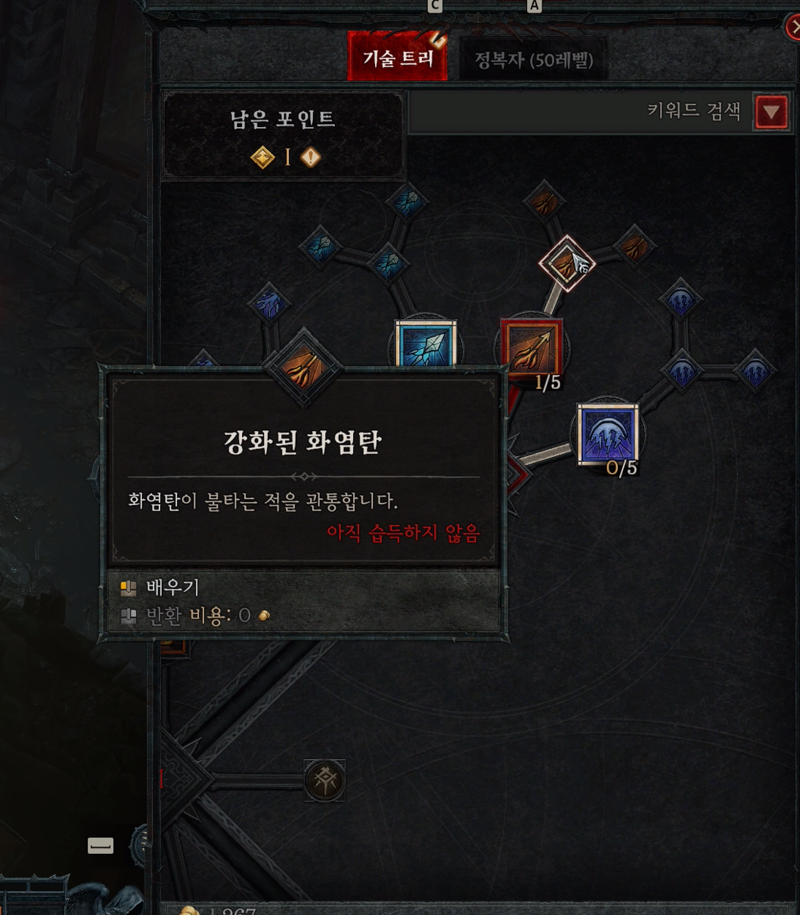 C
A
기술 트리
정복자 (50레벨)
남은 포인트
1
키워드 검색
1/5
0/5
강화된 화염탄
화염탄이 불타는 적을 관통합니다.
아직 습득하지 않음
배우기
반환 비용: 0